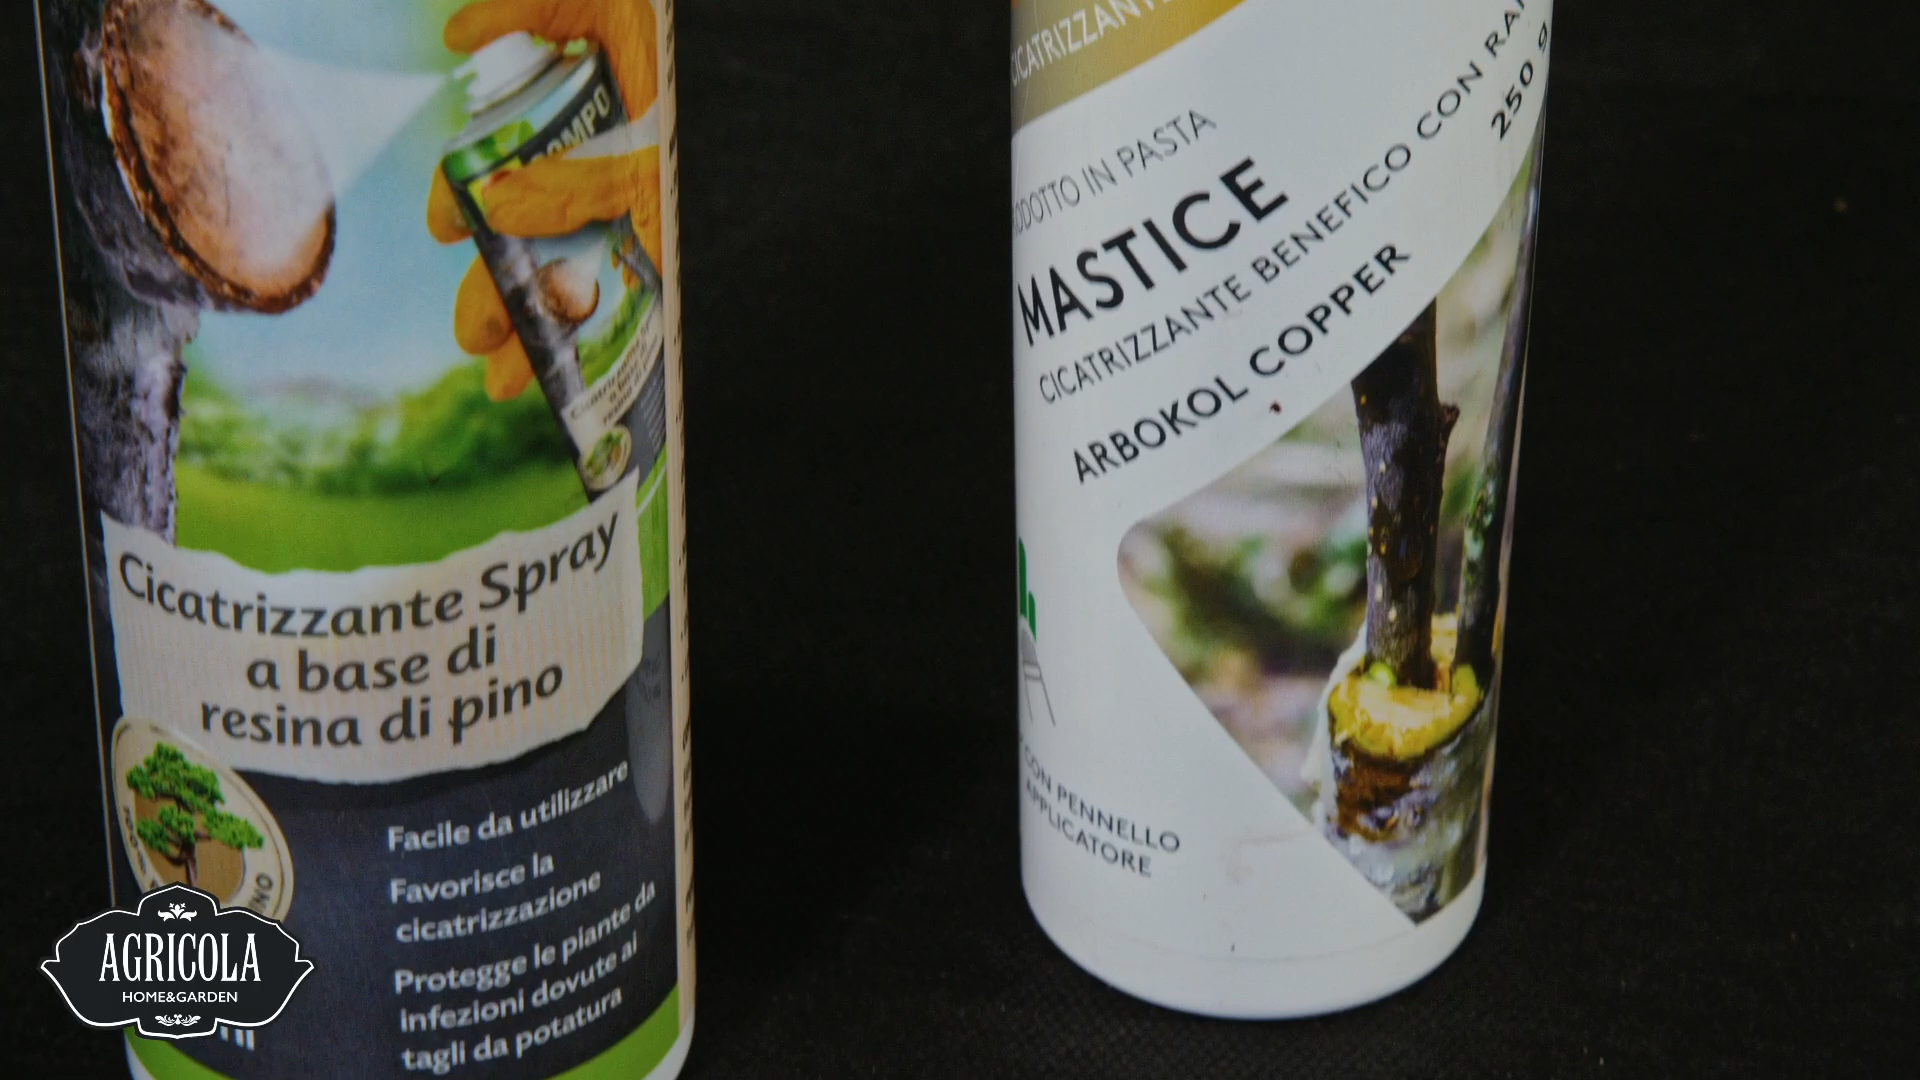 COMPO
Cicatrizzante Spray
a base di
resina di pino
Facile da utilizzare
Favorisce la
cicatrizzazione
Protegge le piante da
infezioni dovute ai
tagli da potatura
CICATRIZZANTE
PRODOTTO IN PASTA
MASTICE
CICATRIZZANTE BENEFICO CON
250 g
ARBOKOL COPPER
CON PENNELLO
APPLICATORE
AGRICOLA
HOME&GARDEN